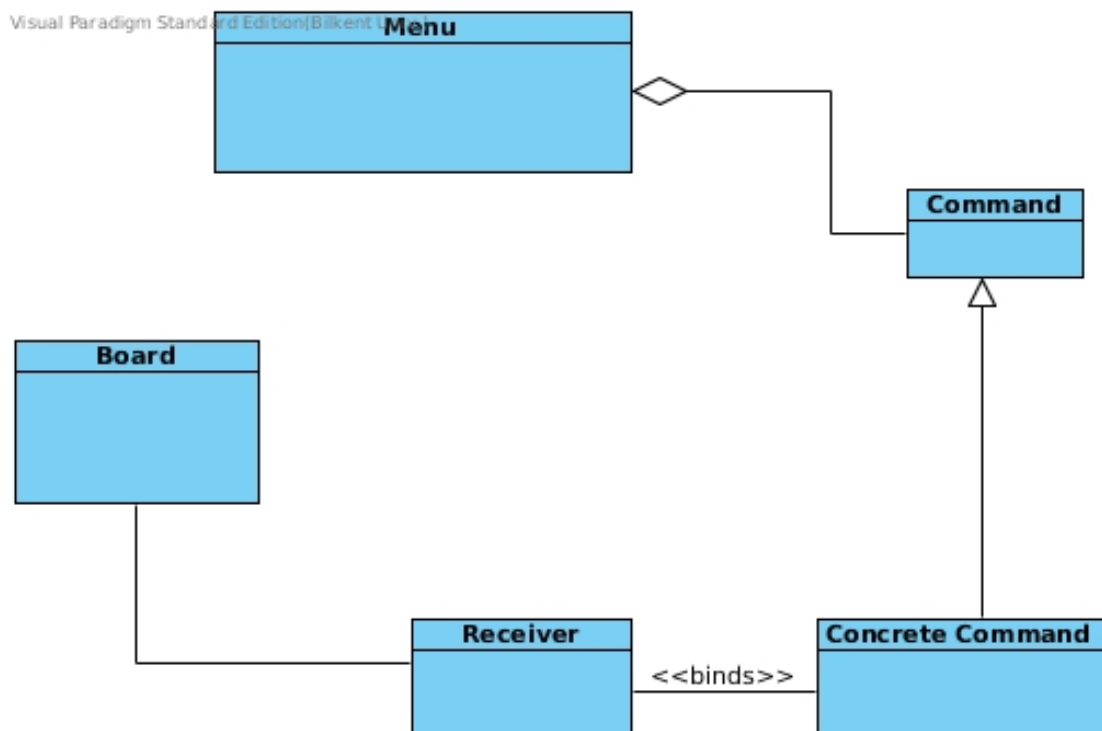 Visual Paradigm Standard Edition(Bilkent
Menu
Command
Board
Receiver
<<binds>>
Concrete Command